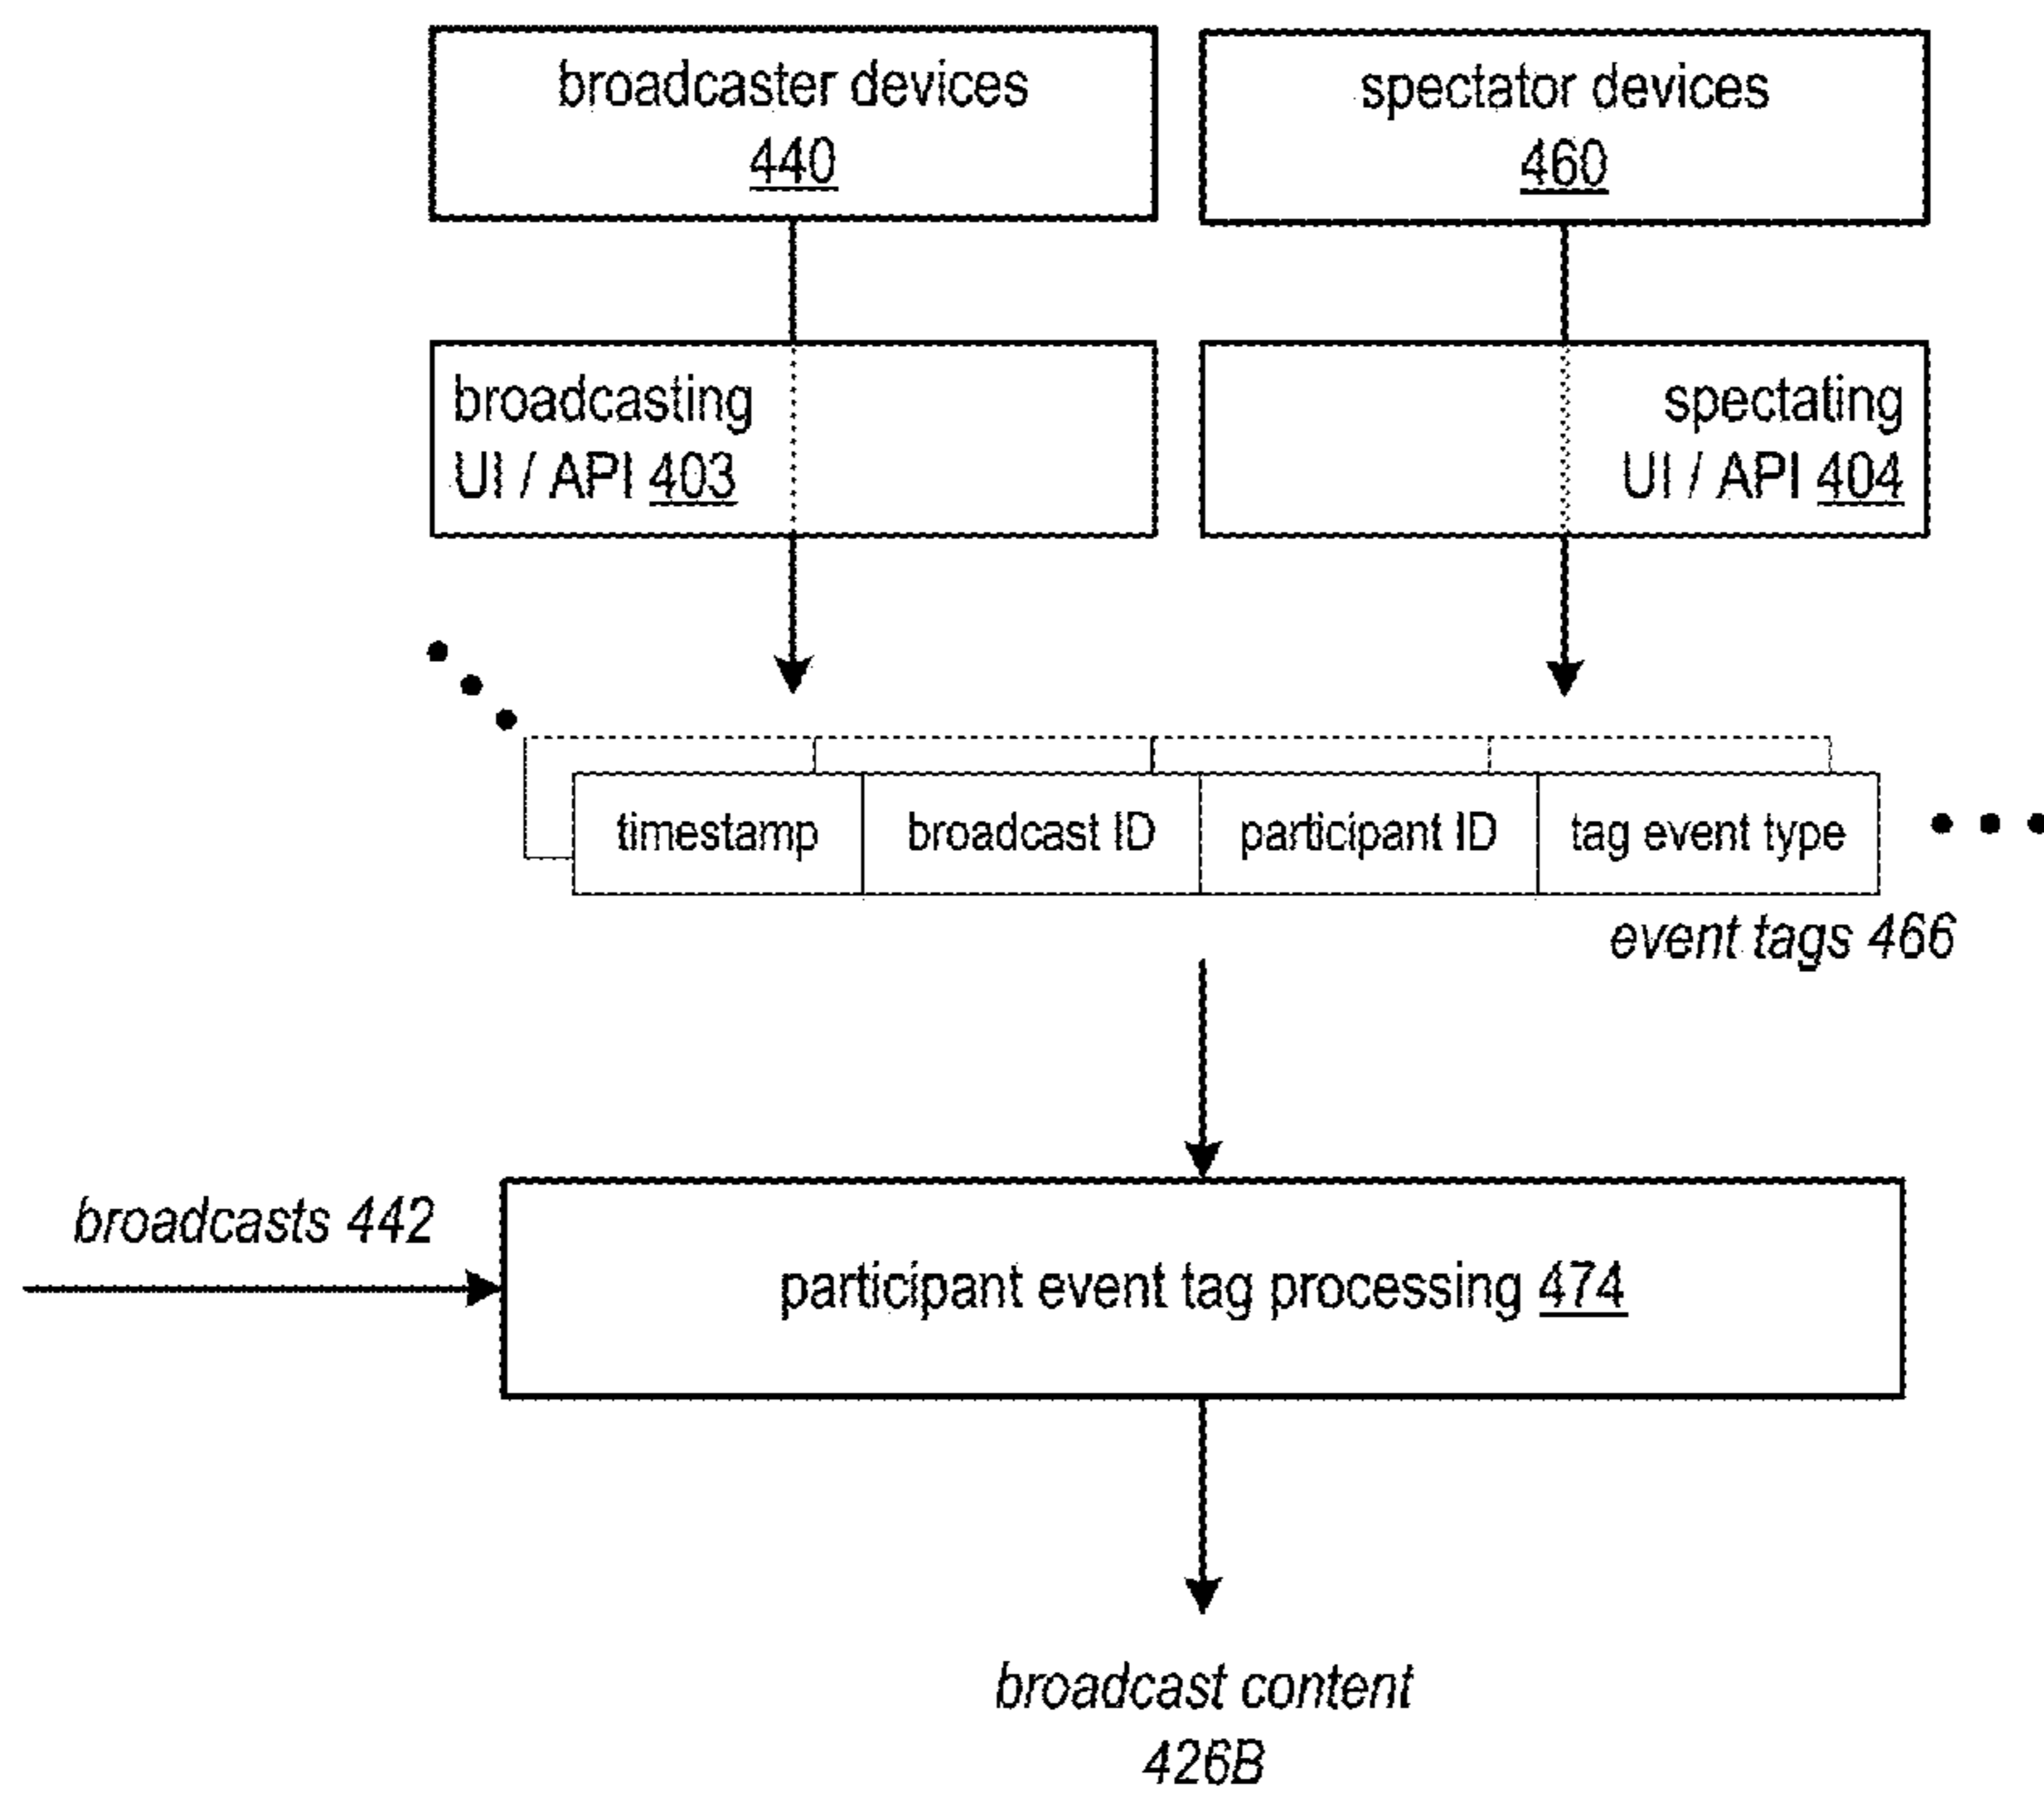 broadcaster devices
440
spectator devices
460
broadcasting
UI / API 403
spectating
UI / API 404
timestamp
broadcast ID
participant ID
tag event type
event tags 466
broadcasts 442
participant event tag processing 474
broadcast content
426B